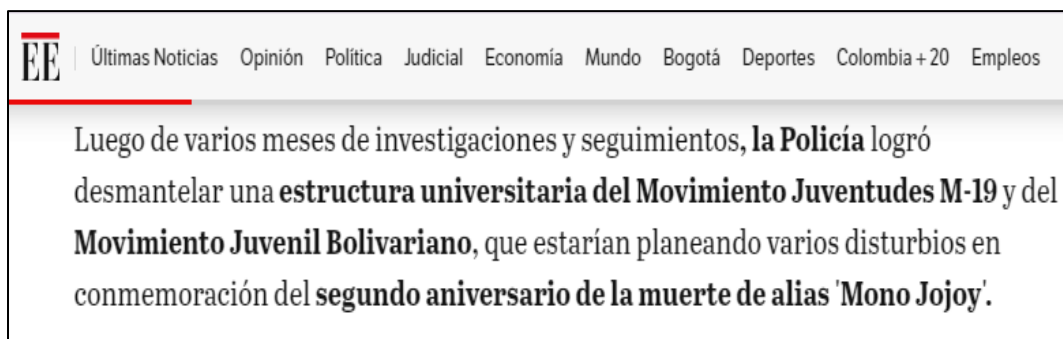 EE Últimas Noticias Opinión Política Judicial Economía Mundo Bogotá Deportes Colombia + 20 Empleos
Luego de varios meses de investigaciones y seguimientos, la Policía logró
desmantelar una estructura universitaria del Movimiento Juventudes M-19 y del
Movimiento Juvenil Bolivariano, que estarían planeando varios disturbios en
conmemoración del segundo aniversario de la muerte de alias 'Mono Jojoy'.